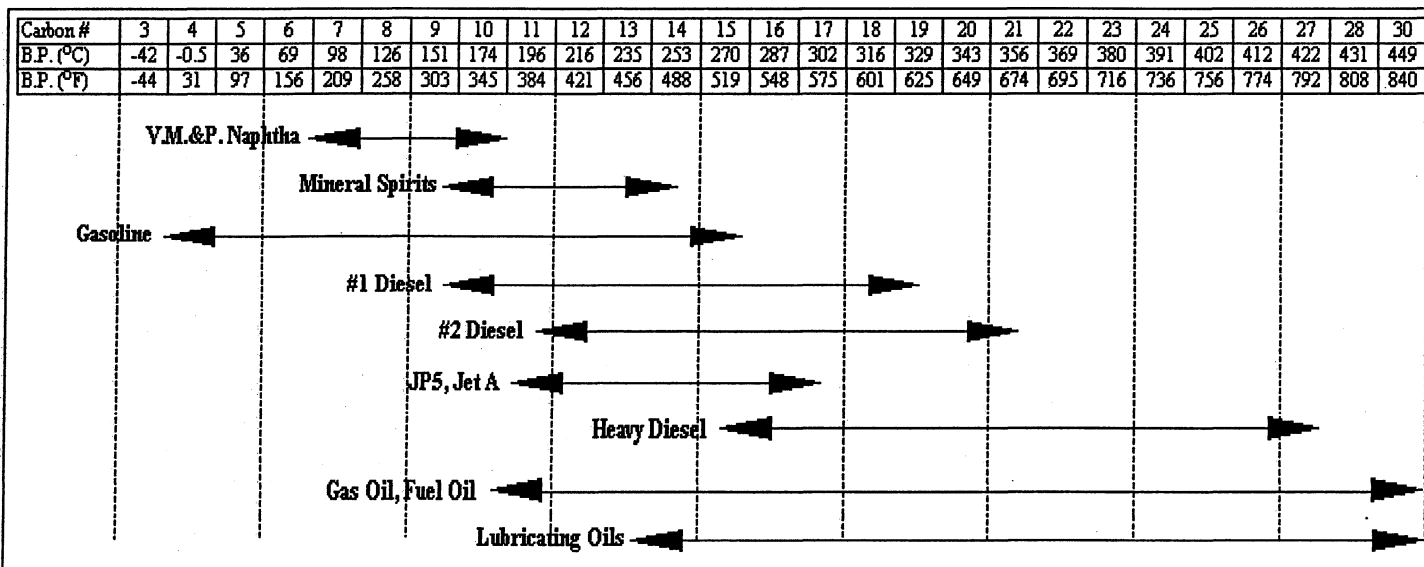 Carbon # 3 4 5 6 7 8 9 10 11 12 13 14 15 16 17 18 19 20 21 22 23 24 25 26 27 28 30
B.P. (⁰C) -42 -0.5 36 69 98 126 151 174 196 216 235 253 270 287 302 316 329 343 356 369 380 391 402 412 422 431 449
B.P. (⁰F) -44 31 97 156 209 258 303 345 384 421 456 488 519 548 575 601 625 649 674 695 716 736 756 774 792 808 840
V.M.&P. Naphtha
Mineral Spirits
Gasoline
#1 Diesel
#2 Diesel
JP5, Jet A
Heavy Diesel
Gas Oil, Fuel Oil
Lubricating Oils